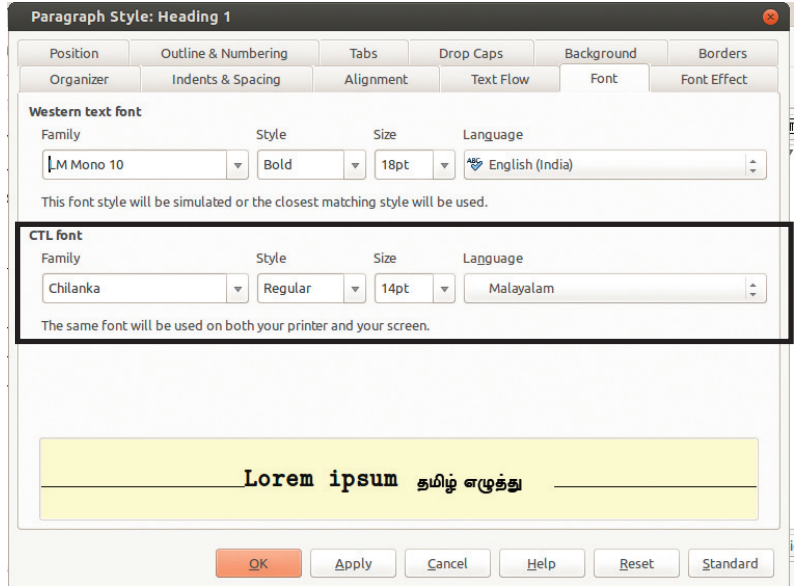 Paragraph Style: Heading 1
Position Outline & Numbering Tabs Drop Caps Background Borders
Organizer Indents & Spacing Alignment Text Flow Font Font Effect
Western text font
Family Style Size Language
LM Mono 10 Bold 18pt English (India)
This font style will be simulated or the closest matching style will be used.
CTL font
Family Style Size Language
Chilanka Regular 14pt Malayalam
The same font will be used on both your printer and your screen.
Lorem ipsum தமிழ் எழுத்து
OK Apply Cancel Help Reset Standard